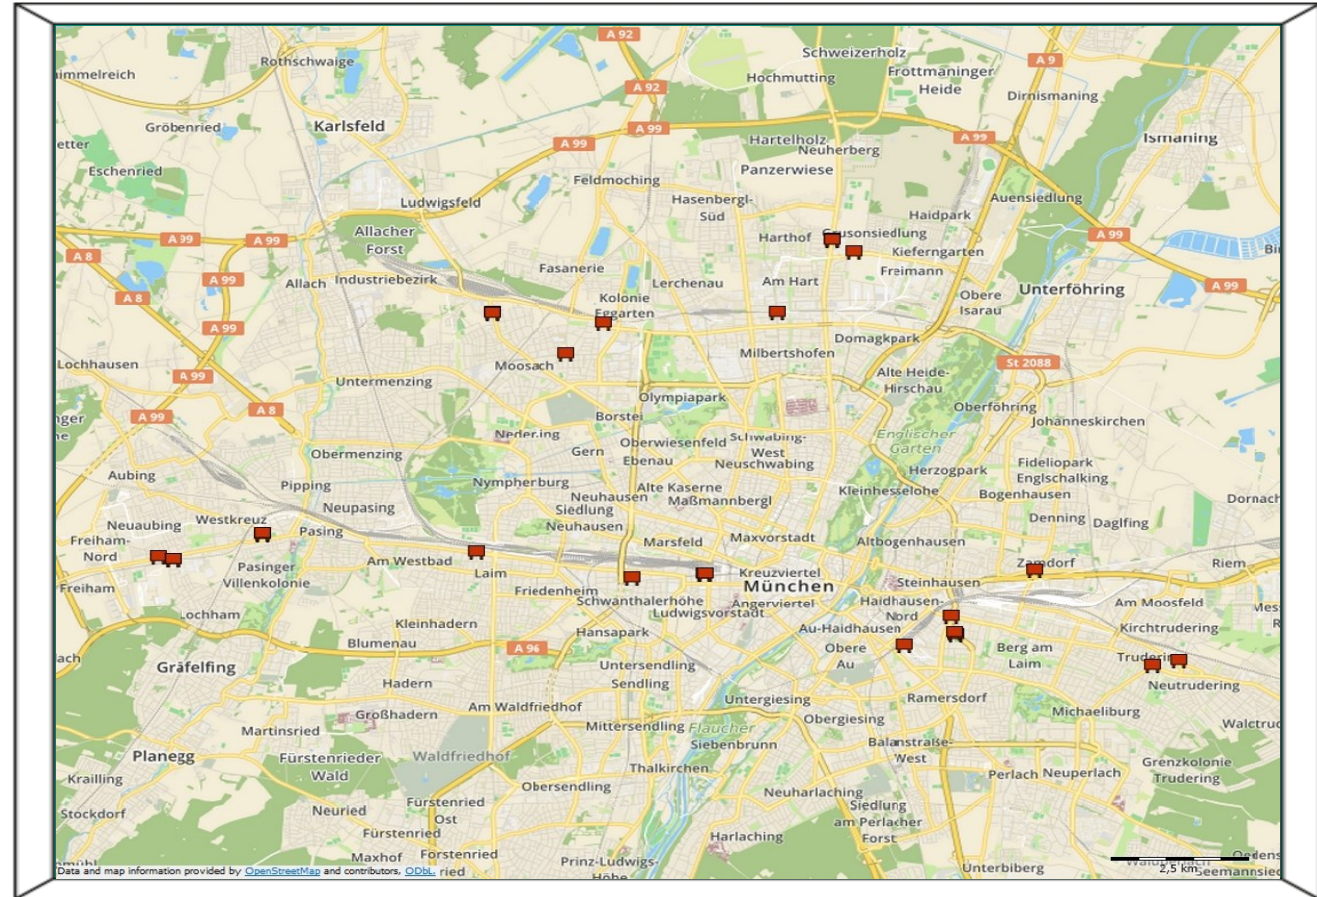 A 92
Schweizerholz
Rothschwaige
A 9
Hochmutting
Frottmaninger
Heide
A 92
Dirnismaning
Gröbenried
Karlsfeld
A 99
A 99
A 99
Hartelholz
Neuherberg
Ismaning
Eschenried
Panzerwiese
Feldmoching
Ludwigsfeld
Hasenbergl-
Süd
Auensiedlung
Haidpark
Allacher
Forst
A 99
A 99
Harthof
A 99
A 8
Kieferngarten
Fasanerie
Freimann
Allach
Industriebezirk
A 99
Lerchenau
Am Hart
A 99
Unterföhring
A 8
Kolonie
Eggarten
Obere
Isarau
A 99
Domagkpark
Milbertshofen
Lochhausen
Moosach
St 2088
A 99
Untermenzing
Alte Heide-
Hirschau
Olympiapark
A 99
A 8
Borstei
Oberföhring
Johanneskirchen
Oberwiesenfeld
Schwabing-
West
Englischer
Garten
Obermenzing
Gern
Ebenau
Neuschwabing
Herzogpark
Fideliopark
Englschalking
Aubing
Pipping
Nymphenburg
Alte Kaserne
Maßmannbergl
Kleinhesselohe
Bogenhausen
Neuhausen
Siedlung
Neuhausen
Neupasing
Neuaubing
Westkreuz
Pasing
Denning
Daglfing
Dornach
Freiham-
Nord
Marsfeld
Maxvorstadt
Altbogenhausen
Am Westbad
Laim
Pasinger
Villenkolonie
Kreuzviertel
Zamdorf
Riem
Freiham
Friedenheim
München
Steinhausen
Schwanthalerhöhe
Angerviertel
Haidhausen-
Nord
Am Moosfeld
Lochham
Ludwigsvorstadt
Kleinhadern
Hansapark
Au-Haidhausen
Kirchtrudering
Blumenau
A 96
Obere
Au
Berg am
Laim
Gräfelfing
Untersendling
Trudering
Hadern
Sendling
Neutrudering
Am Waldfriedhof
Untergiesing
Ramersdorf
Großhadern
Michaeliburg
Martinsried
Mittersendling
Flaucher
Obergiesing
Siebenbrunn
Balanstraße-
West
Planegg
Fürstenrieder
Wald
Waldfriedhof
Thalkirchen
Grenzkolonie
Trudering
Krailling
Obersendling
Neuharlaching
Perlach
Neuperlach
Stockdorf
Neuried
Fürstenried
Ost
Siedlung
am Perlacher
Forst
Fürstenried
Harlaching
Maxhof
Forstenried
Prinz-Ludwigs-
Höhe
Unterbiberg
2,5 km
Data and map information provided by OpenStreetMap and contributors, ODbL.